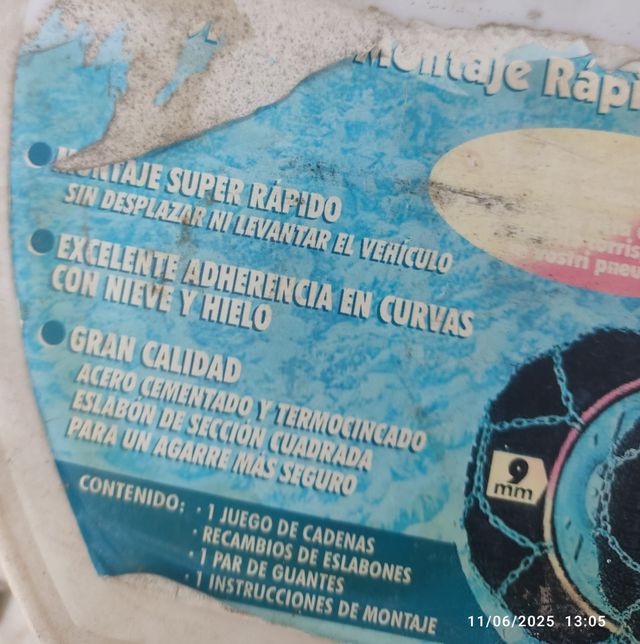 Montaje Rápi
MONTAJE SUPER RÁPIDO
SIN DESPLAZAR NI LEVANTAR EL VEHÍCULO
EXCELENTE ADHERENCIA EN CURVAS
CON NIEVE Y HIELO
GRAN CALIDAD
ACERO CEMENTADO Y TERMOCINCADO
ESLABÓN DE SECCIÓN CUADRADA
PARA UN AGARRE MÁS SEGURO
CONTENIDO: · 1 JUEGO DE CADENAS
· RECAMBIOS DE ESLABONES
· 1 PAR DE GUANTES
· 1 INSTRUCCIONES DE MONTAJE
9
mm
11/06/2025 13:05